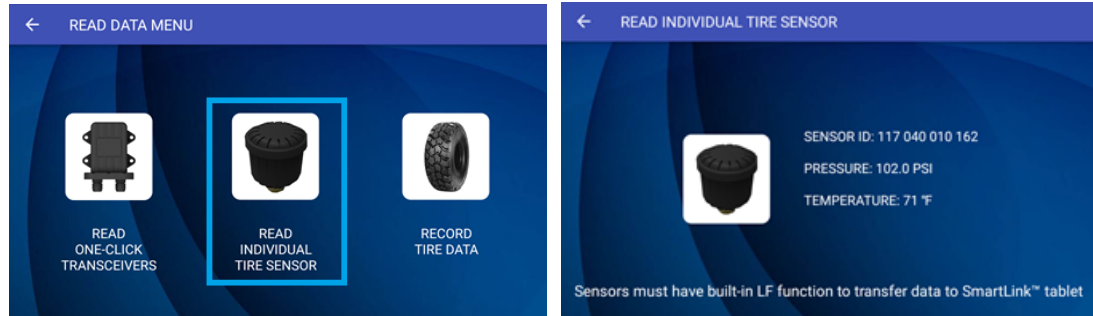 READ DATA MENU
READ
ONE-CLICK
TRANSCEIVERS
READ
INDIVIDUAL
TIRE SENSOR
RECORD
TIRE DATA
READ INDIVIDUAL TIRE SENSOR
SENSOR ID: 117 040 010 162
PRESSURE: 102.0 PSI
TEMPERATURE: 71 °F
Sensors must have built-in LF function to transfer data to SmartLink™ tablet